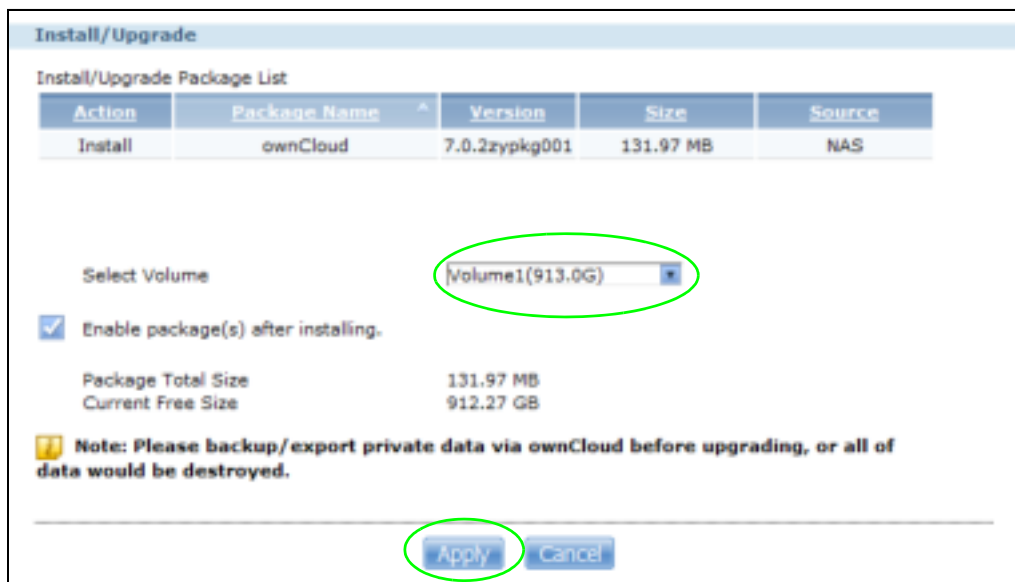 Install/Upgrade
Install/Upgrade Package List
Action Package Name ^ Version Size Source
Install ownCloud 7.0.2zypkg001 131.97 MB NAS
Select Volume Volume1(913.0G)
Enable package(s) after installing.
Package Total Size 131.97 MB
Current Free Size 912.27 GB
Note: Please backup/export private data via ownCloud before upgrading, or all of
data would be destroyed.
Apply Cancel